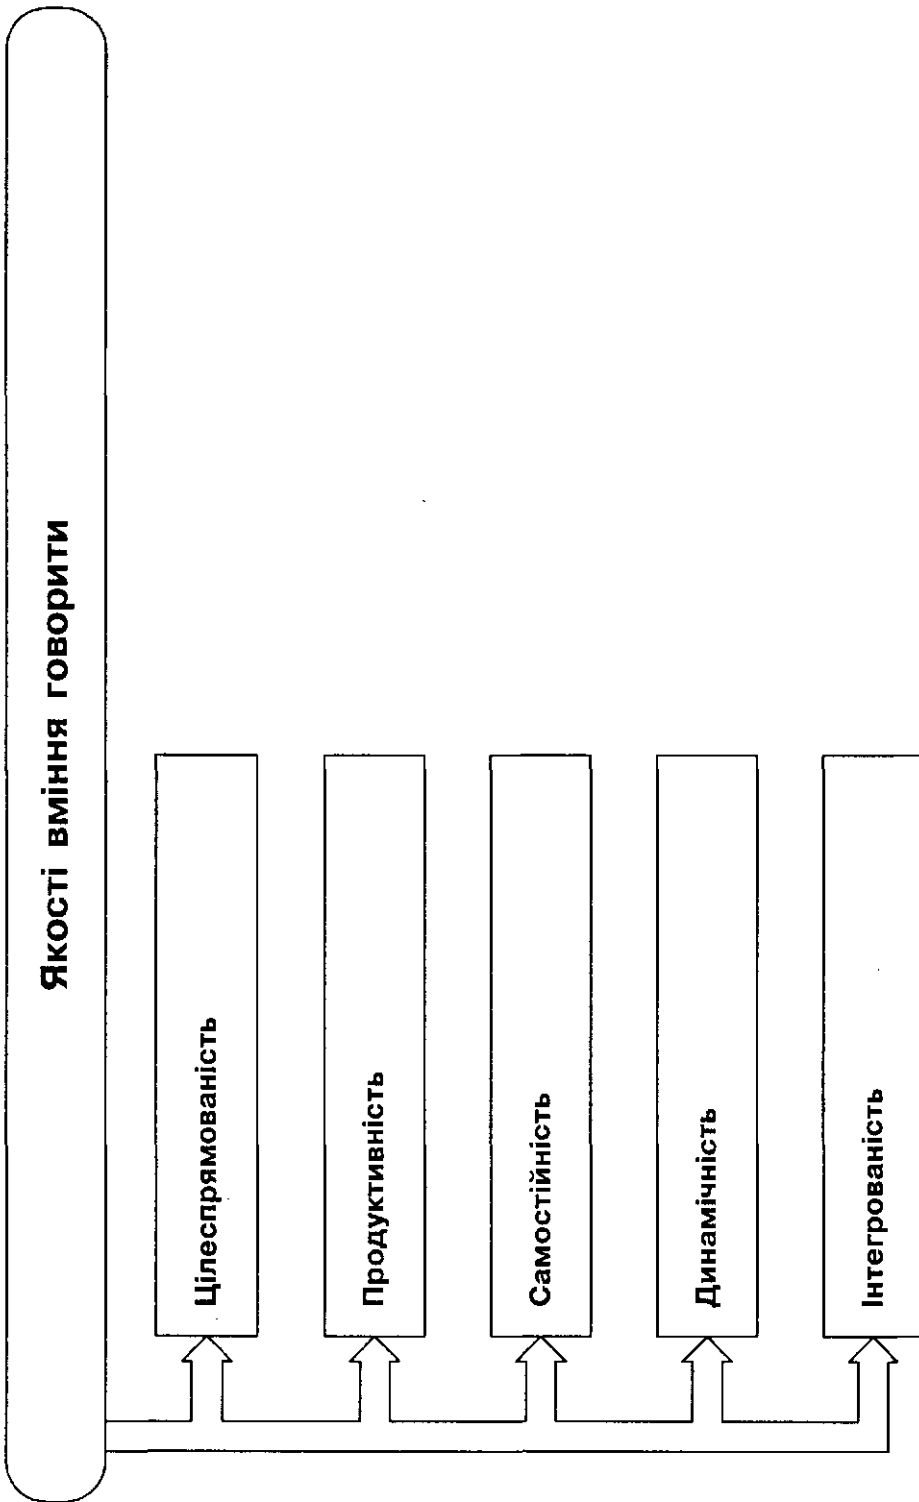 Якості вміння говорити
Цілеспрямованість
Продуктивність
Самостійність
Динамічність
Інтегрованість